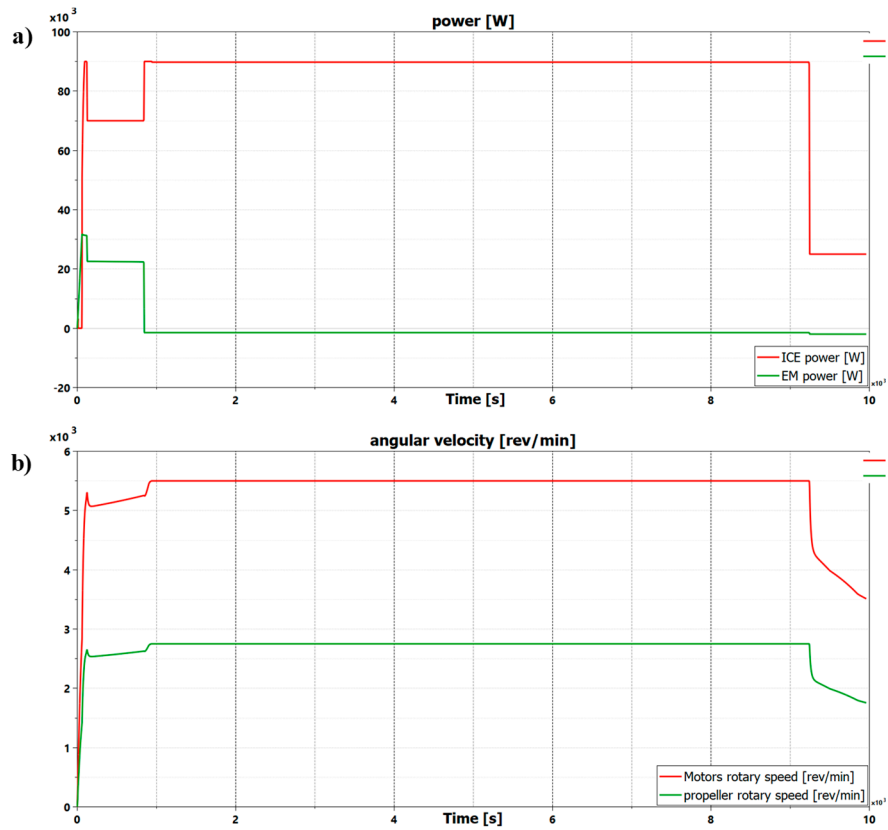 a)
power [W]
x10³
100
80
60
40
20
0
-20
ICE power [W]
EM power [W]
0
2
4
6
8
10
x10³
Time [s]
b)
angular velocity [rev/min]
x10³
6
5
4
3
2
1
0
Motors rotary speed [rev/min]
propeller rotary speed [rev/min]
0
2
4
6
8
10
x10³
Time [s]